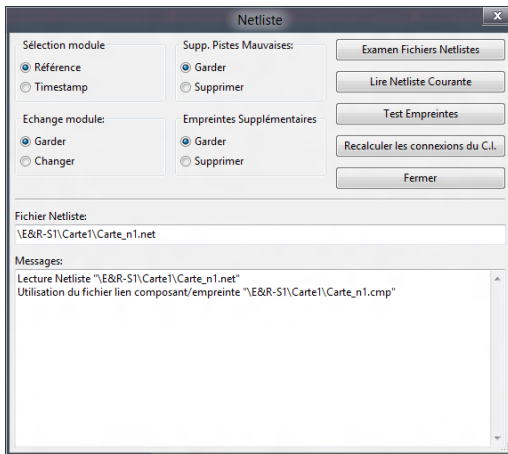 Netliste
x
Sélection module
Référence
Timestamp
Supp. Pistes Mauvaises:
Garder
Supprimer
Echange module:
Garder
Changer
Empreintes Supplémentaires
Garder
Supprimer
Examen Fichiers Netlistes
Lire Netliste Courante
Test Empreintes
Recalculer les connexions du C.I.
Fermer
Fichier Netliste:
\E&R-S1\Carte1\Carte_n1.net
Messages:
Lecture Netliste "\E&R-S1\Carte1\Carte_n1.net"
Utilisation du fichier lien composant/empreinte "\E&R-S1\Carte1\Carte_n1.cmp"